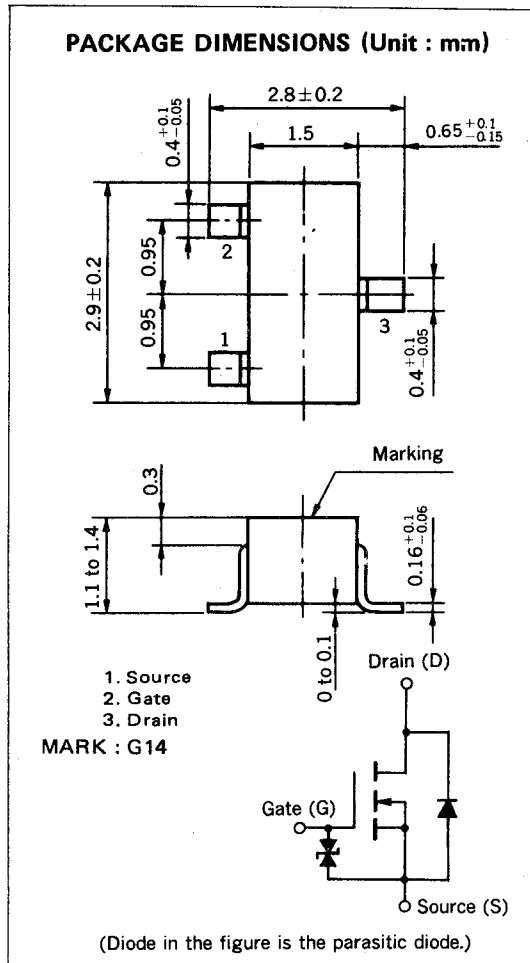 PACKAGE DIMENSIONS (Unit : mm)
2.8±0.2
1.5
0.65 +0.1 -0.15
0.4 +0.1 -0.05
2.9±0.2
0.95
0.95
2
1
3
0.4 +0.1 -0.05
Marking
0.3
1.1 to 1.4
0 to 0.1
0.16 +0.1 -0.06
1. Source
2. Gate
3. Drain
MARK : G14
Drain (D)
Gate (G)
Source (S)
(Diode in the figure is the parasitic diode.)